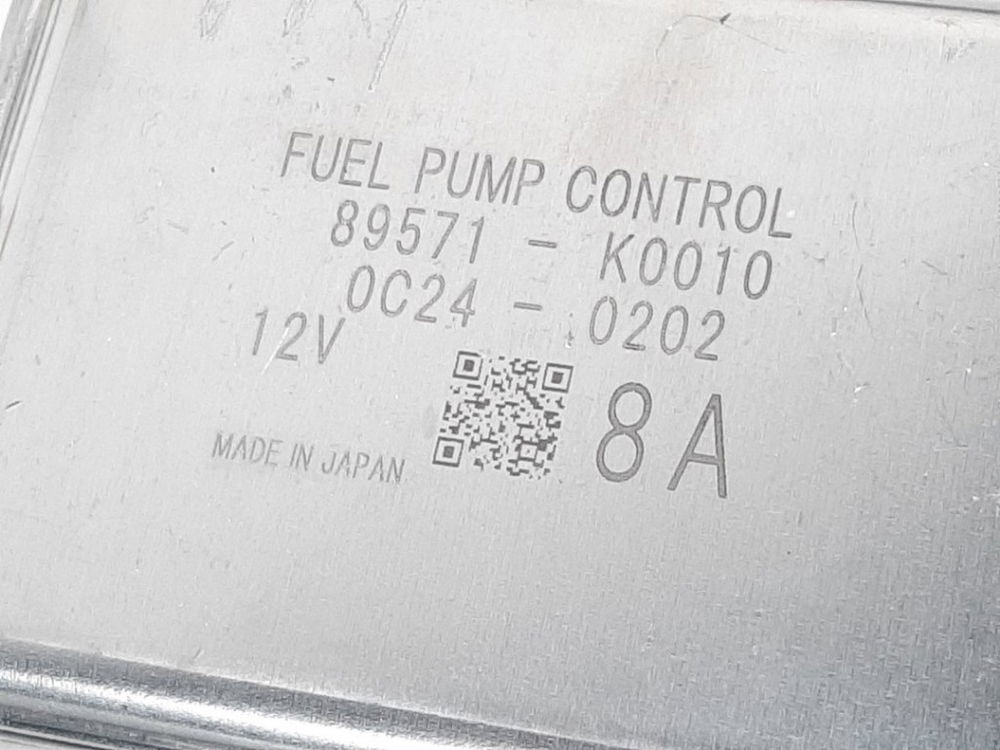 FUEL PUMP CONTROL
89571 - K0010
0C24 - 0202
12V
8A
MADE IN JAPAN